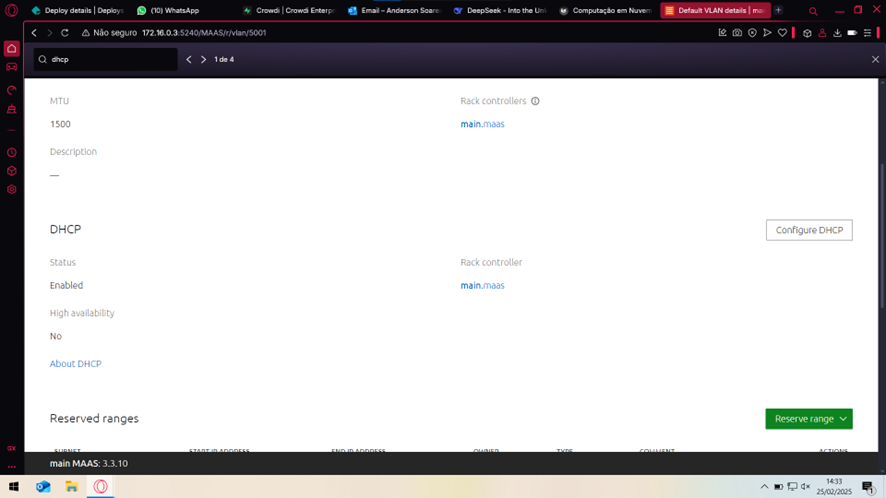 Deploy details | Deploys
(10) WhatsApp
Crowdi | Crowdi Enterpr
Email – Anderson Soare
DeepSeek - Into the Unk
Computação em Nuvem
Default VLAN details | ma
Não seguro 172.16.0.3:5240/MAAS/r/vlan/5001
dhcp
1 de 4
MTU
Rack controllers
1500
main.maas
Description
—
DHCP
Configure DHCP
Status
Rack controller
Enabled
main.maas
High availability
No
About DHCP
Reserved ranges
Reserve range
SUBNET START IP ADDRESS END IP ADDRESS OWNER TYPE COMMENT ACTIONS
GX
main MAAS: 3.3.10
14:33
25/02/2025
1